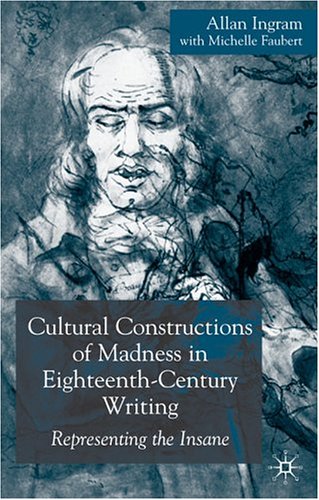 Allan Ingram
with Michelle Faubert
Cultural Constructions
of Madness in
Eighteenth-Century
Writing
Representing the Insane